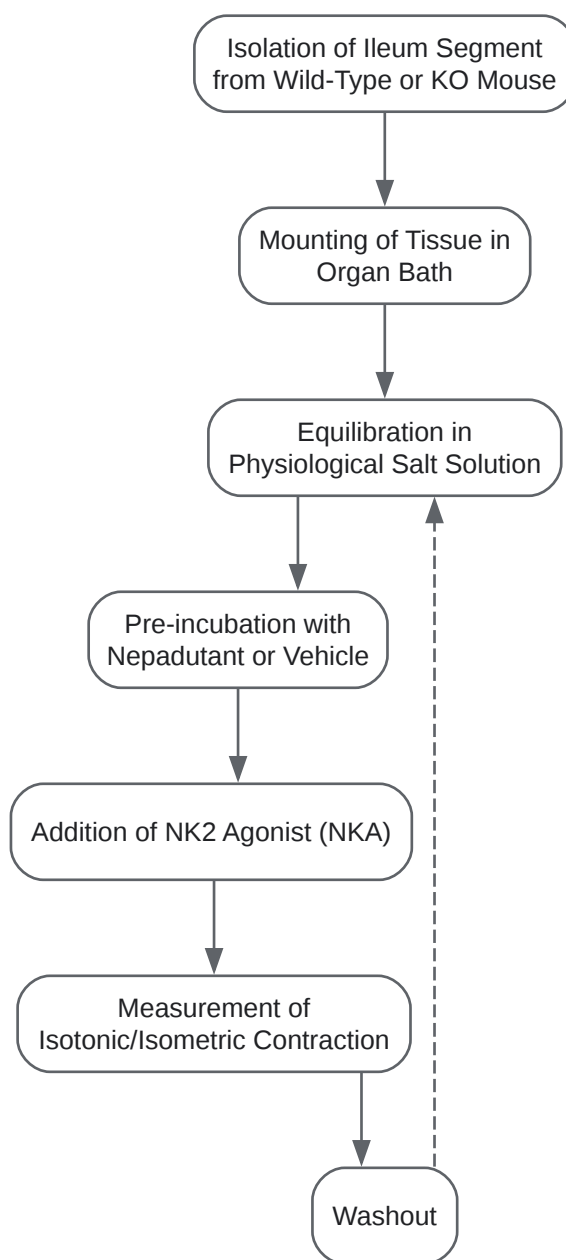 Isolation of Ileum Segment
from Wild-Type or KO Mouse
Mounting of Tissue in
Organ Bath
Equilibration in
Physiological Salt Solution
Pre-incubation with
Nepadutant or Vehicle
Addition of NK2 Agonist (NKA)
Measurement of
Isotonic/Isometric Contraction
Washout